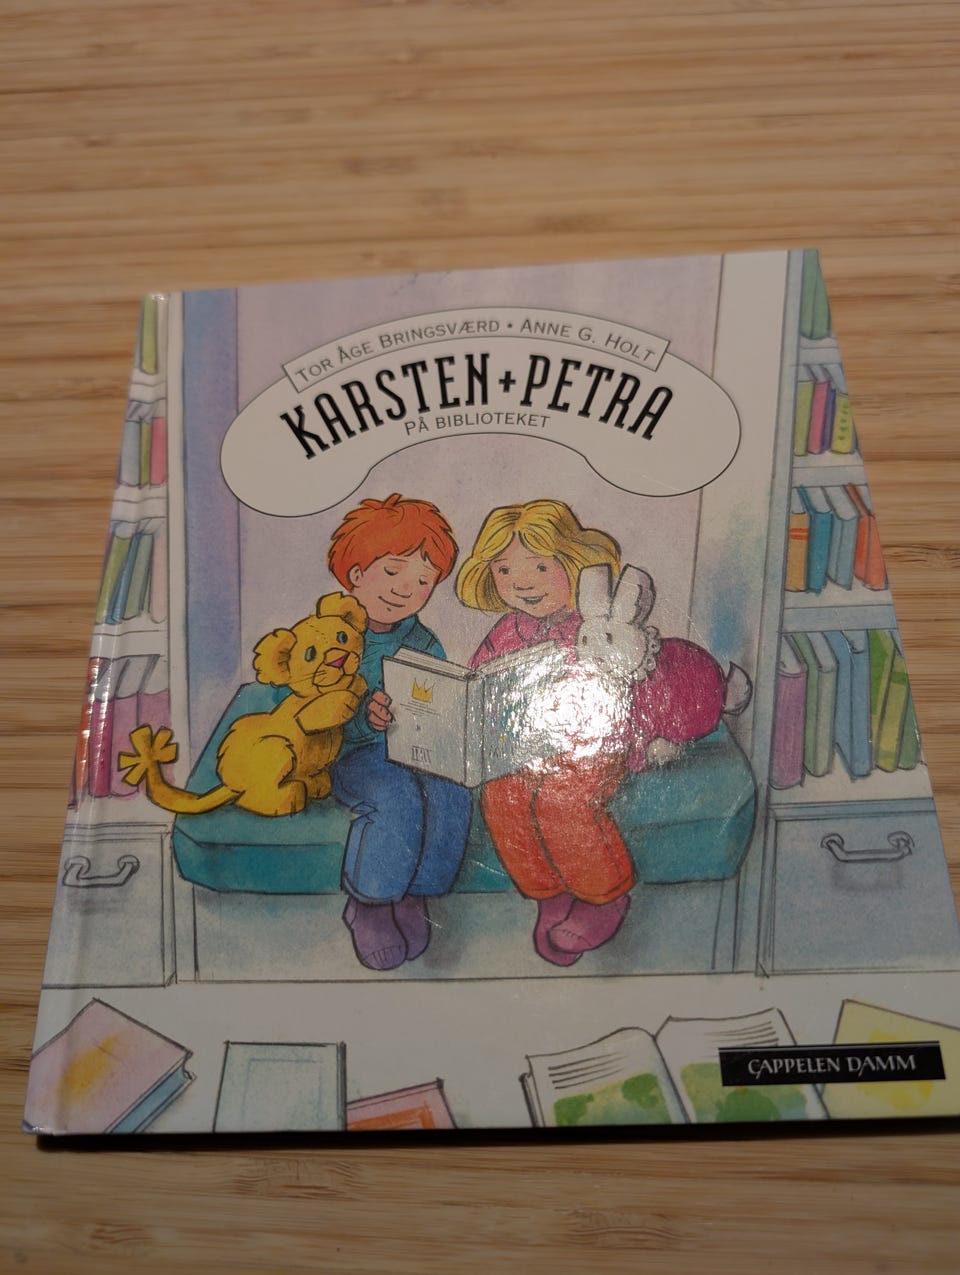 TOR ÅGE BRINGSVÆRD • ANNE G. HOLT
KARSTEN + PETRA
PÅ BIBLIOTEKET
CAPPELEN DAMM